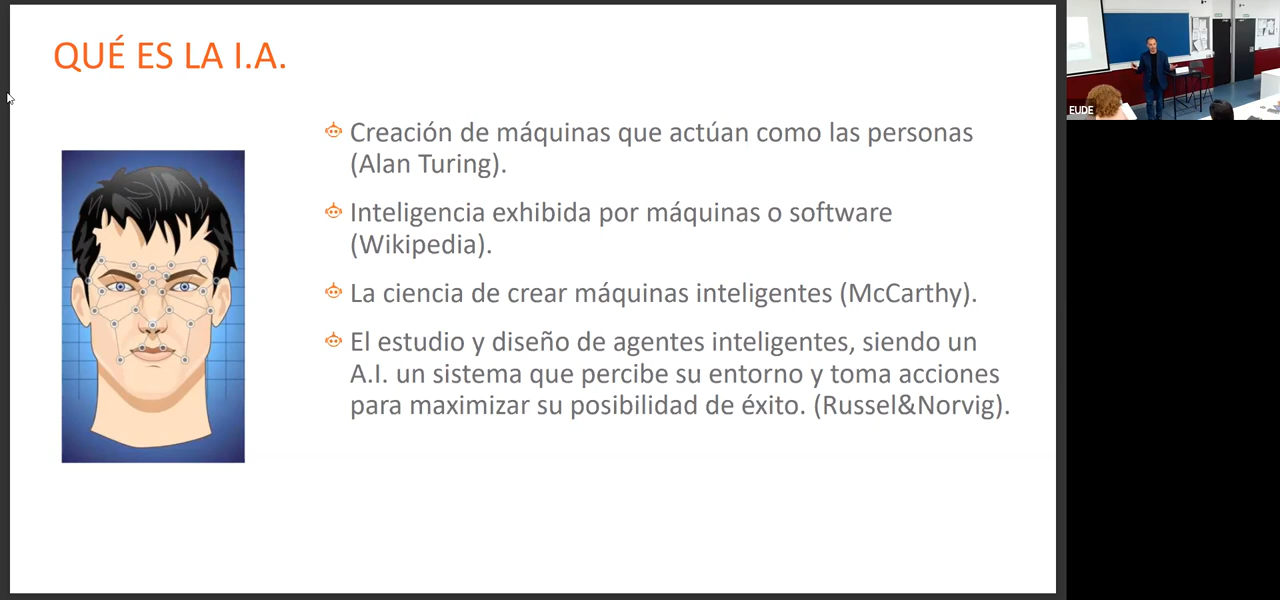 QUÉ ES LA I.A.
Creación de máquinas que actúan como las personas
(Alan Turing).
Inteligencia exhibida por máquinas o software
(Wikipedia).
La ciencia de crear máquinas inteligentes (McCarthy).
El estudio y diseño de agentes inteligentes, siendo un
A.I. un sistema que percibe su entorno y toma acciones
para maximizar su posibilidad de éxito. (Russel&Norvig).
EUDE